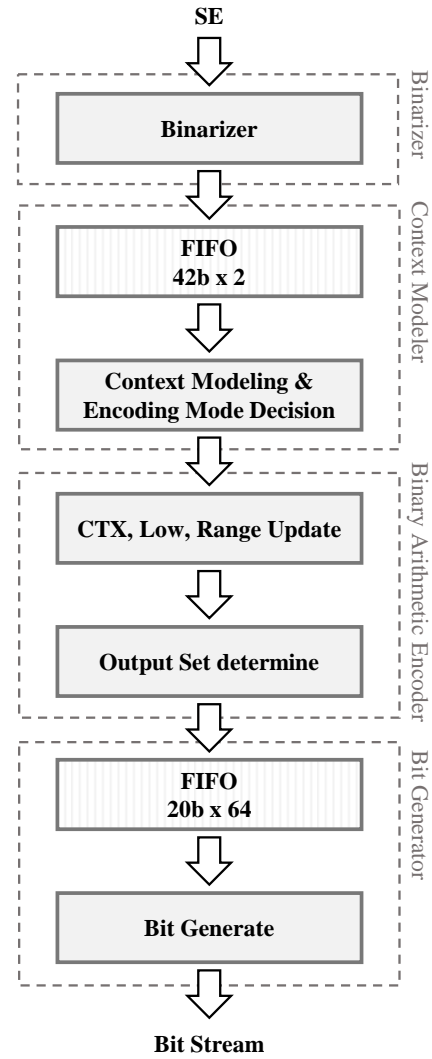 SE
Binarizer
Binarizer
FIFO
42b x 2
Context Modeling &
Encoding Mode Decision
Context Modeler
CTX, Low, Range Update
Output Set determine
Binary Arithmetic Encoder
FIFO
20b x 64
Bit Generate
Bit Generator
Bit Stream